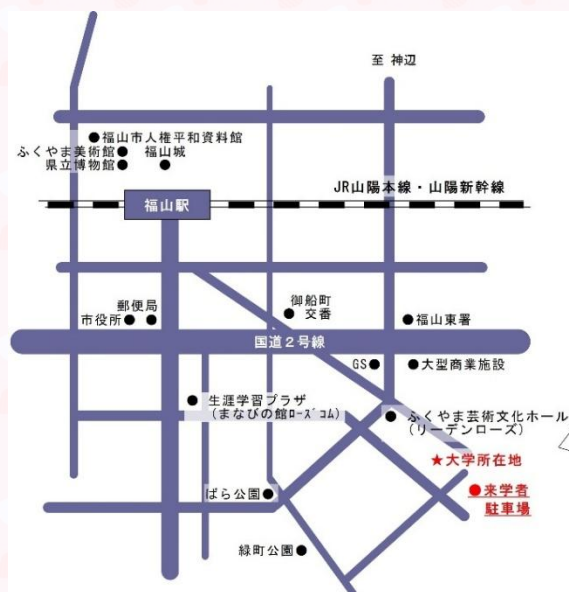 至 神辺
福山市人権平和資料館
ふくやま美術館
福山城
県立博物館
JR山陽本線・山陽新幹線
福山駅
郵便局
市役所
御船町
交番
福山東署
国道２号線
GS
大型商業施設
生涯学習プラザ
(まなびの館ﾛｰｽﾞｺﾑ)
ふくやま芸術文化ホール
(リーデンローズ)
★大学所在地
ばら公園
来学者
駐車場
緑町公園